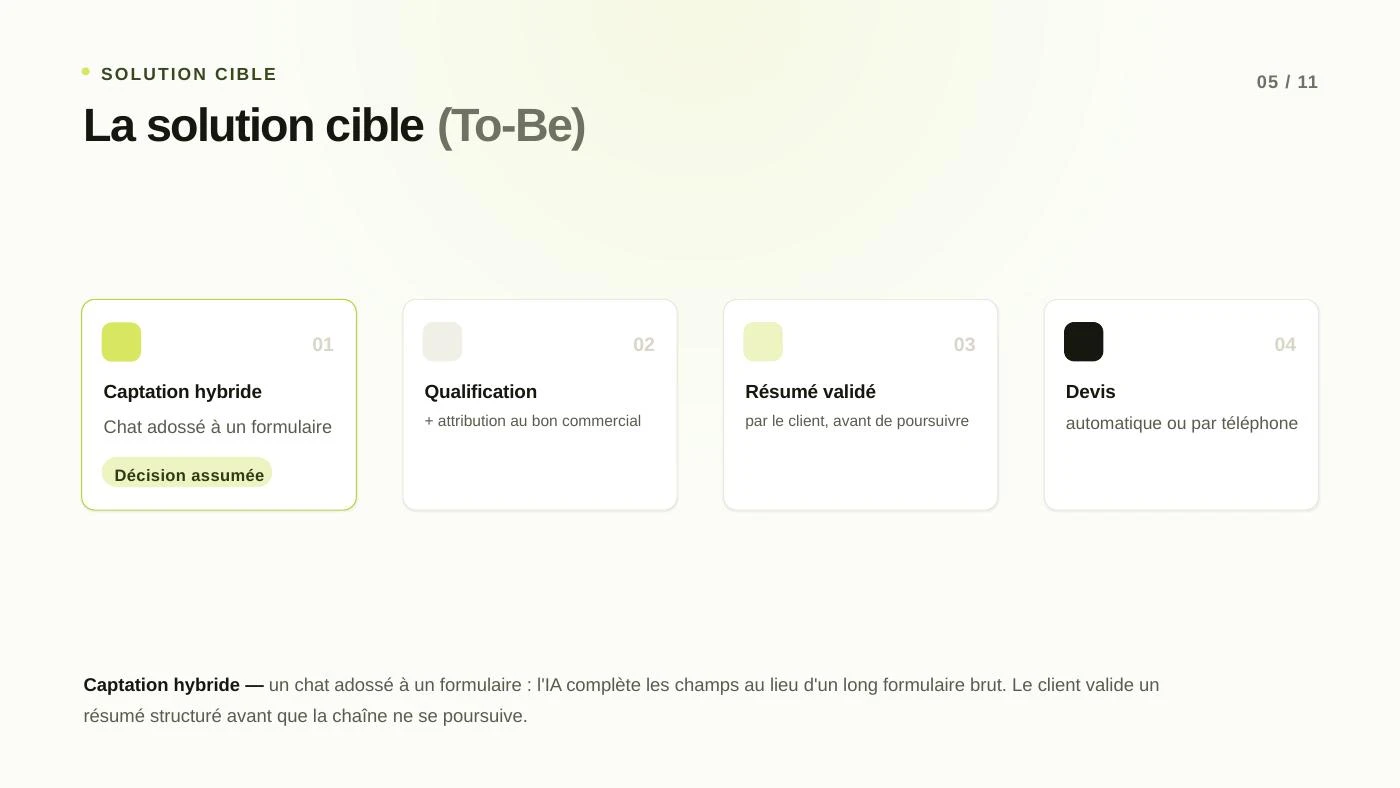 SOLUTION CIBLE
05 / 11
La solution cible (To-Be)
01
Captation hybride
Chat adossé à un formulaire
Décision assumée
02
Qualification
+ attribution au bon commercial
03
Résumé validé
par le client, avant de poursuivre
04
Devis
automatique ou par téléphone
Captation hybride — un chat adossé à un formulaire : l'IA complète les champs au lieu d'un long formulaire brut. Le client valide un
résumé structuré avant que la chaîne ne se poursuive.